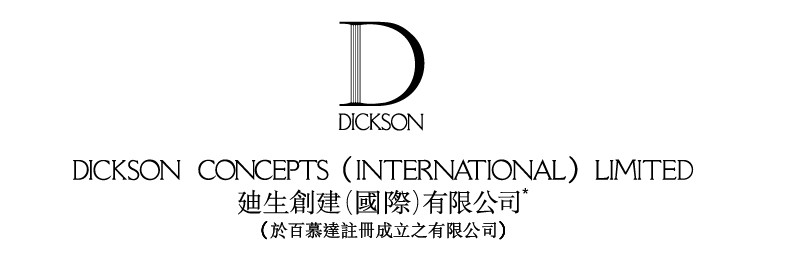 D
DICKSON
DICKSON CONCEPTS (INTERNATIONAL) LIMITED
廸生創建(國際)有限公司*
(於百慕達註冊成立之有限公司)